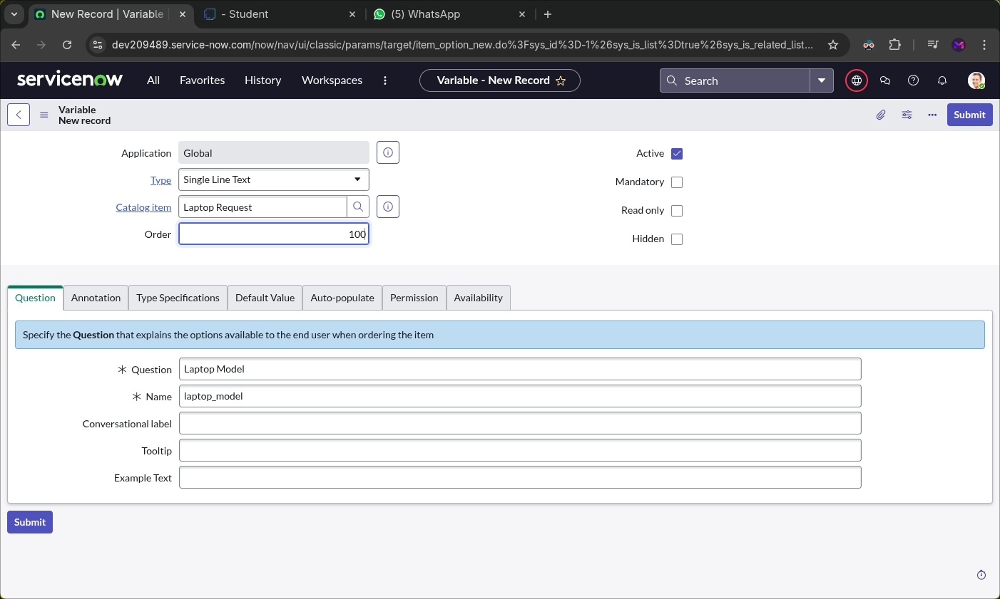 New Record | Variable
- Student
(5) WhatsApp
dev209489.service-now.com/now/nav/ui/classic/params/target/item_option_new.do%3Fsys_id%3D-1%26sys_is_list%3Dtrue%26sys_is_related_list...
servicenow
All
Favorites
History
Workspaces
Variable - New Record
Search
Variable
New record
Submit
Application
Global
Active
Type
Single Line Text
Mandatory
Catalog item
Laptop Request
Read only
Order
100
Hidden
Question
Annotation
Type Specifications
Default Value
Auto-populate
Permission
Availability
Specify the Question that explains the options available to the end user when ordering the item
Question
Laptop Model
Name
laptop_model
Conversational label
Tooltip
Example Text
Submit